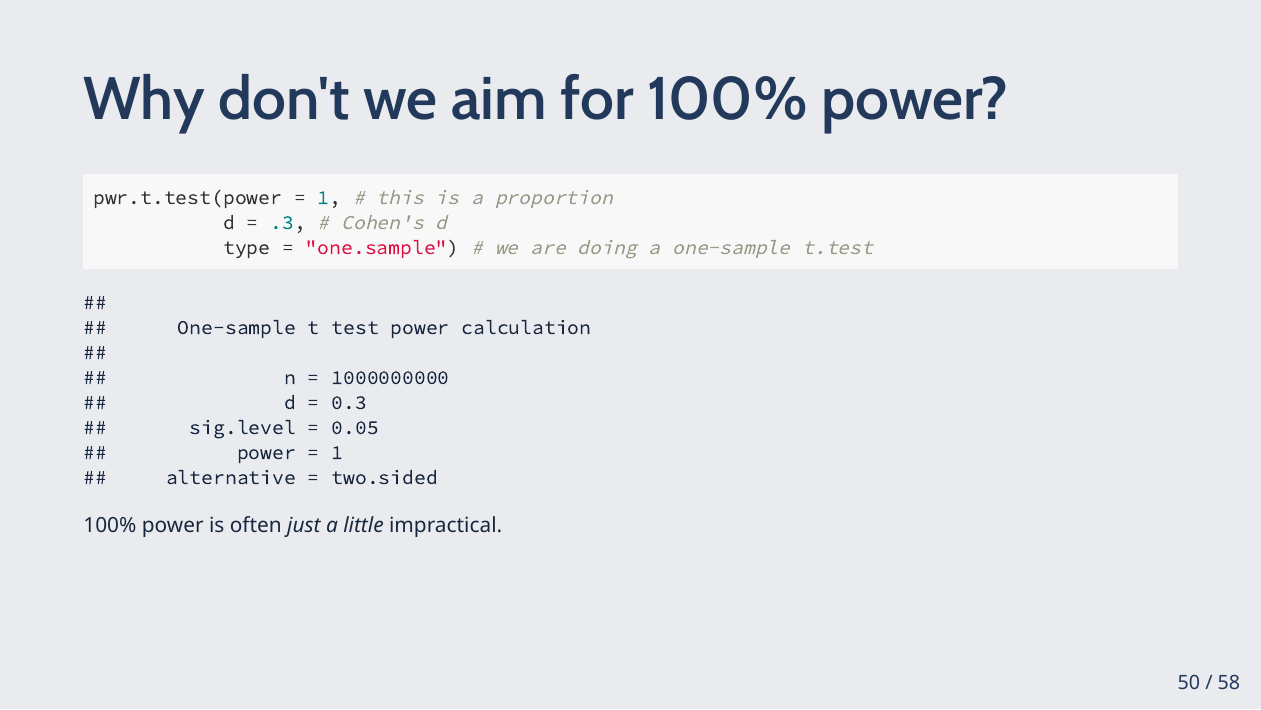 Why don't we aim for 100% power?
pwr.t.test(power = 1, # this is a proportion
           d = .3, # Cohen's d
           type = "one.sample") # we are doing a one-sample t.test
##
##      One-sample t test power calculation
##
##               n = 1000000000
##               d = 0.3
##       sig.level = 0.05
##           power = 1
##     alternative = two.sided
100% power is often just a little impractical.
50 / 58